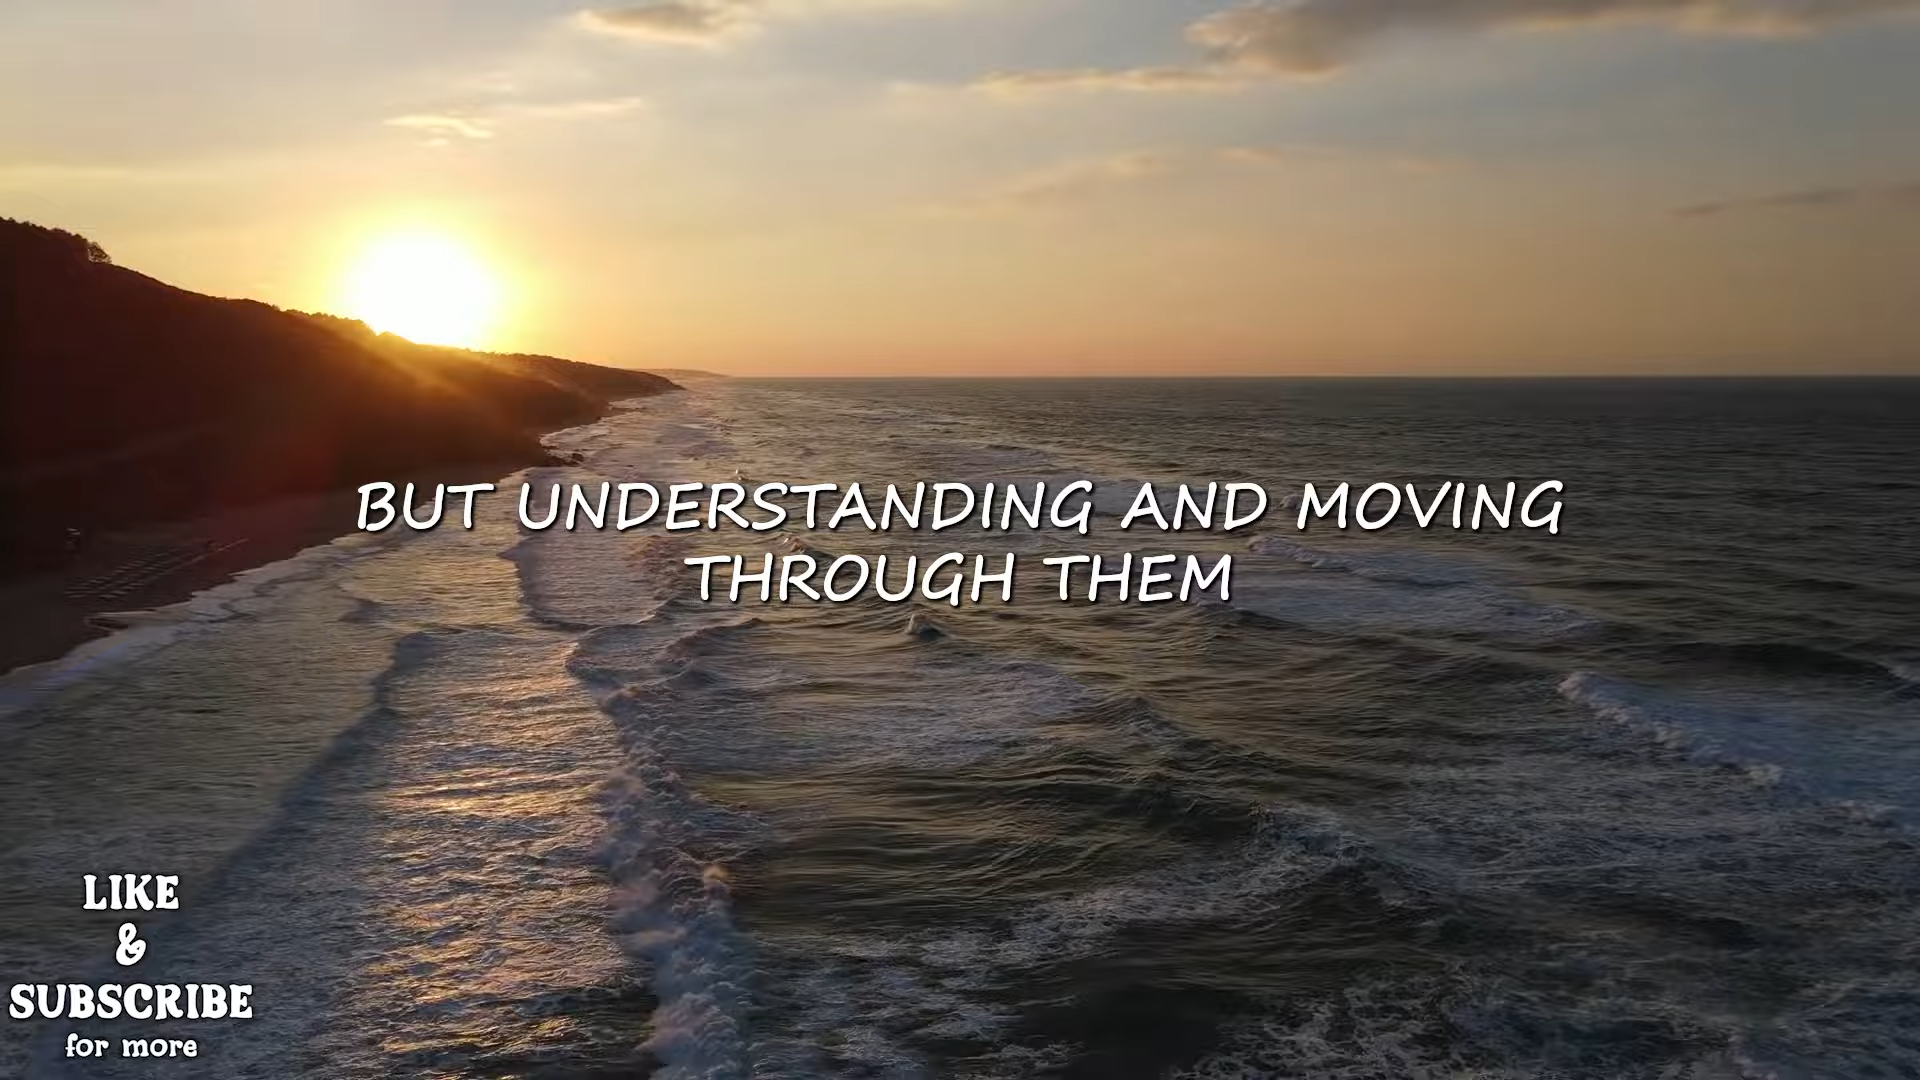 BUT UNDERSTANDING AND MOVING
THROUGH THEM
LIKE
&
SUBSCRIBE
for more